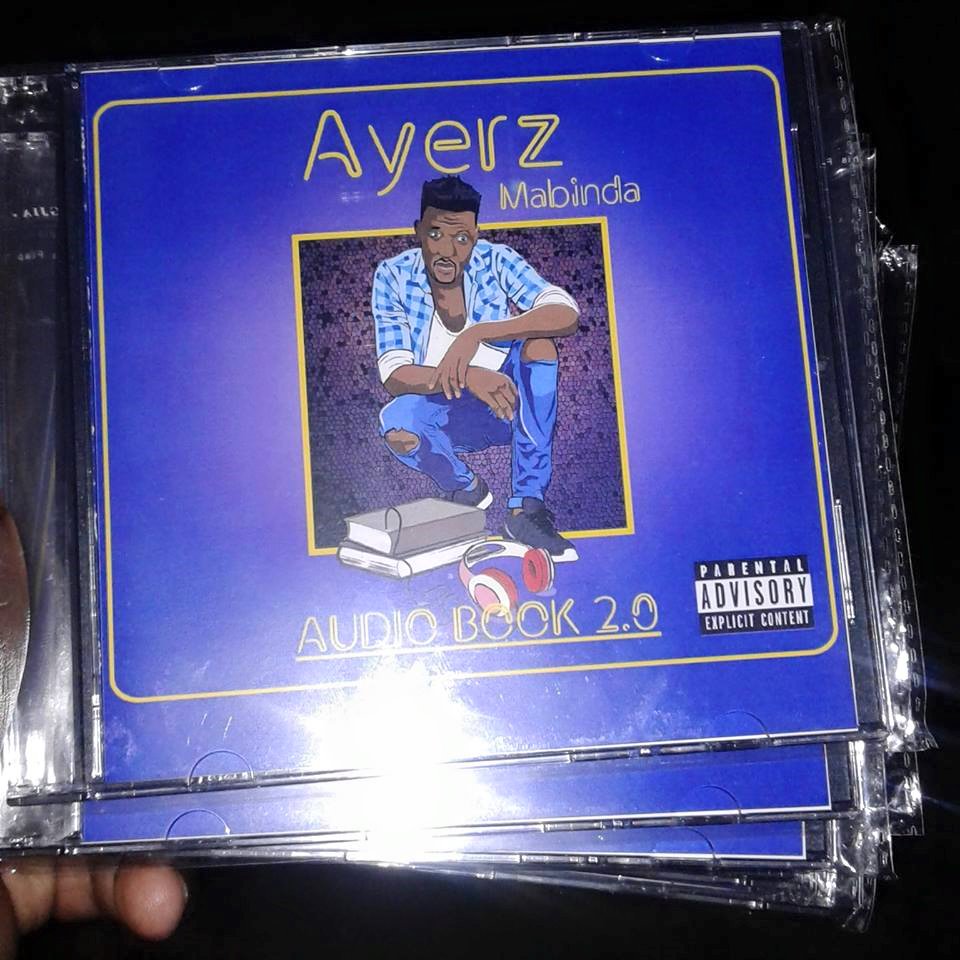 Ayerz
Mabinda
AUDIO BOOK 2.0
PARENTAL
ADVISORY
EXPLICIT CONTENT